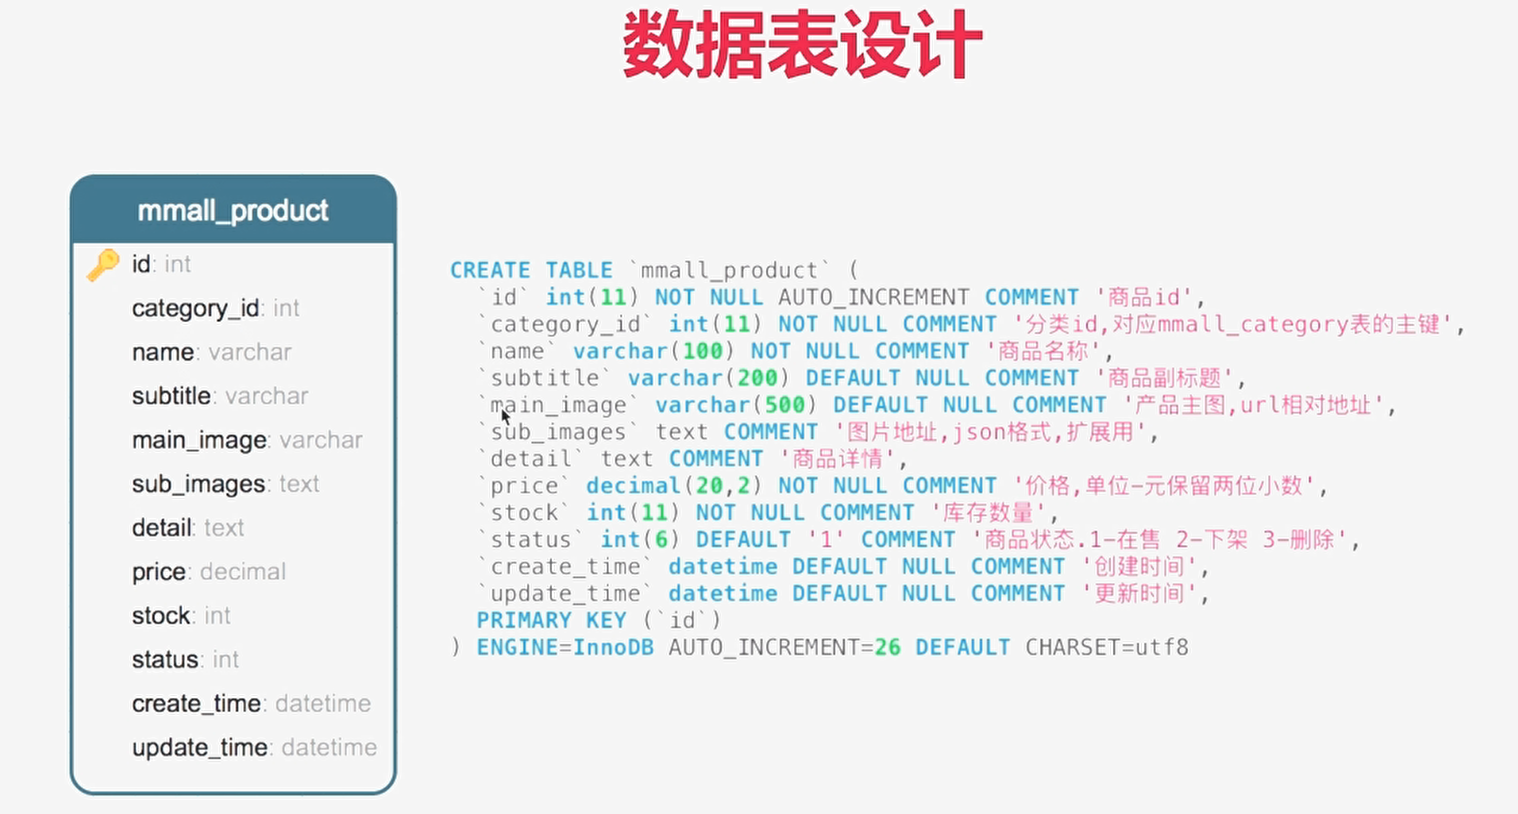 数据表设计
mmall_product
id: int
category_id: int
name: varchar
subtitle: varchar
main_image: varchar
sub_images: text
detail: text
price: decimal
stock: int
status: int
create_time: datetime
update_time: datetime
CREATE TABLE `mmall_product` (
`id` int(11) NOT NULL AUTO_INCREMENT COMMENT '商品id',
`category_id` int(11) NOT NULL COMMENT '分类id,对应mmall_category表的主键',
`name` varchar(100) NOT NULL COMMENT '商品名称',
`subtitle` varchar(200) DEFAULT NULL COMMENT '商品副标题',
`main_image` varchar(500) DEFAULT NULL COMMENT '产品主图,url相对地址',
`sub_images` text COMMENT '图片地址,json格式,扩展用',
`detail` text COMMENT '商品详情',
`price` decimal(20,2) NOT NULL COMMENT '价格,单位-元保留两位小数',
`stock` int(11) NOT NULL COMMENT '库存数量',
`status` int(6) DEFAULT '1' COMMENT '商品状态.1-在售 2-下架 3-删除',
`create_time` datetime DEFAULT NULL COMMENT '创建时间',
`update_time` datetime DEFAULT NULL COMMENT '更新时间',
PRIMARY KEY (`id`)
) ENGINE=InnoDB AUTO_INCREMENT=26 DEFAULT CHARSET=utf8